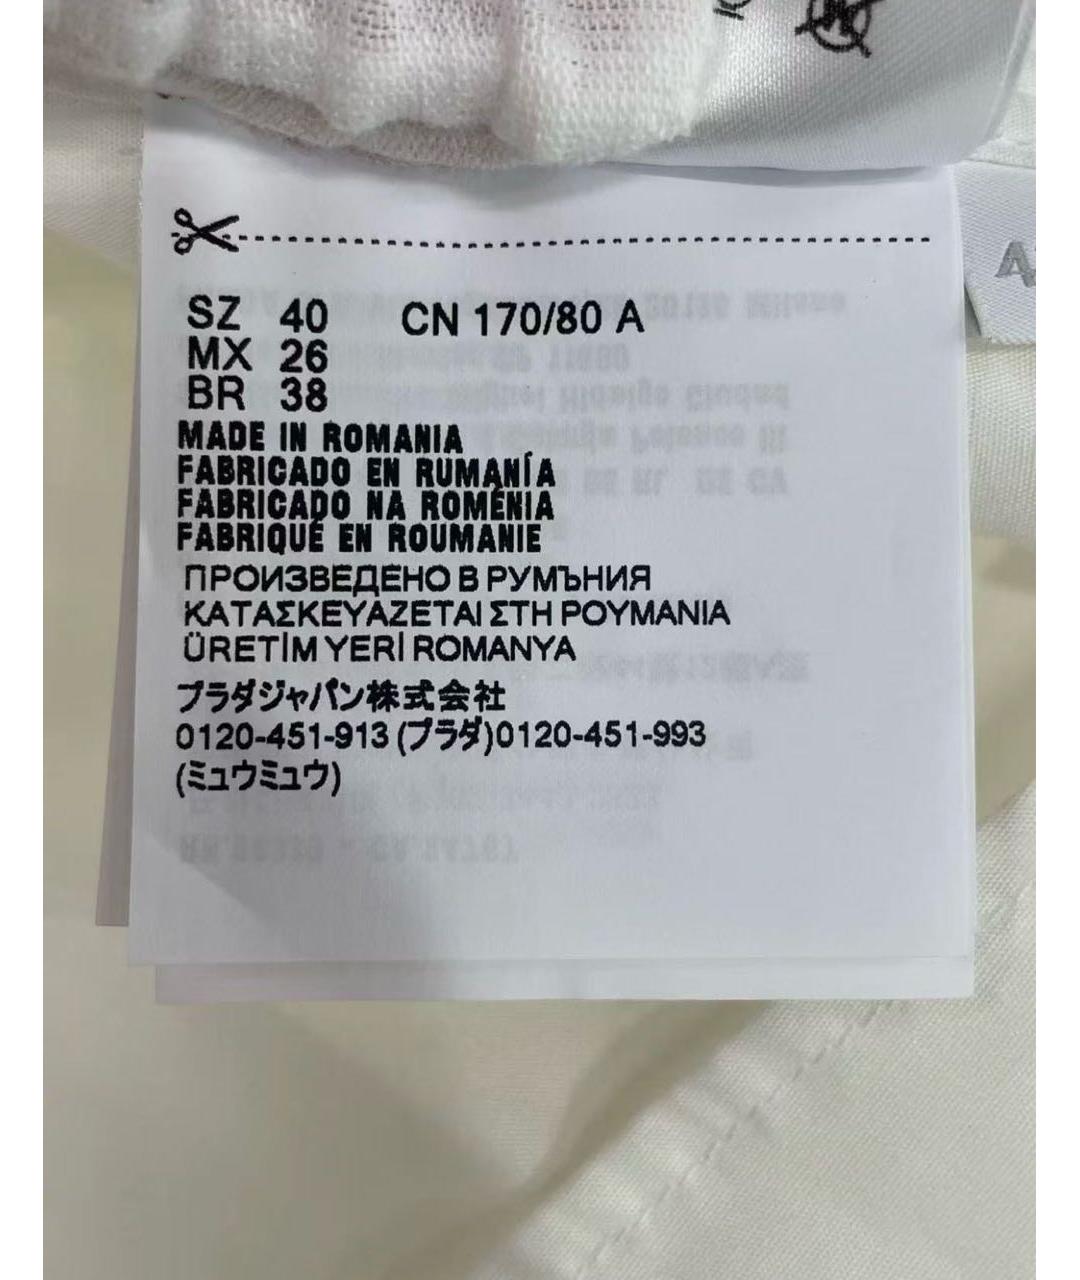 SZ 40 CN 170/80 A
MX 26
BR 38
MADE IN ROMANIA
FABRICADO EN RUMANÍA
FABRICADO NA ROMÉNIA
FABRIQUÉ EN ROUMANIE
ПРОИЗВЕДЕНО В РУМЪНИЯ
ΚΑΤΑΣΚΕΥΑΖΕΤΑΙ ΣΤΗ ΡΟΥΜΑΝΙΑ
ÜRETİM YERİ ROMANYA
プラダジャパン株式会社
0120-451-913 (プラダ)0120-451-993
(ミュウミュウ)